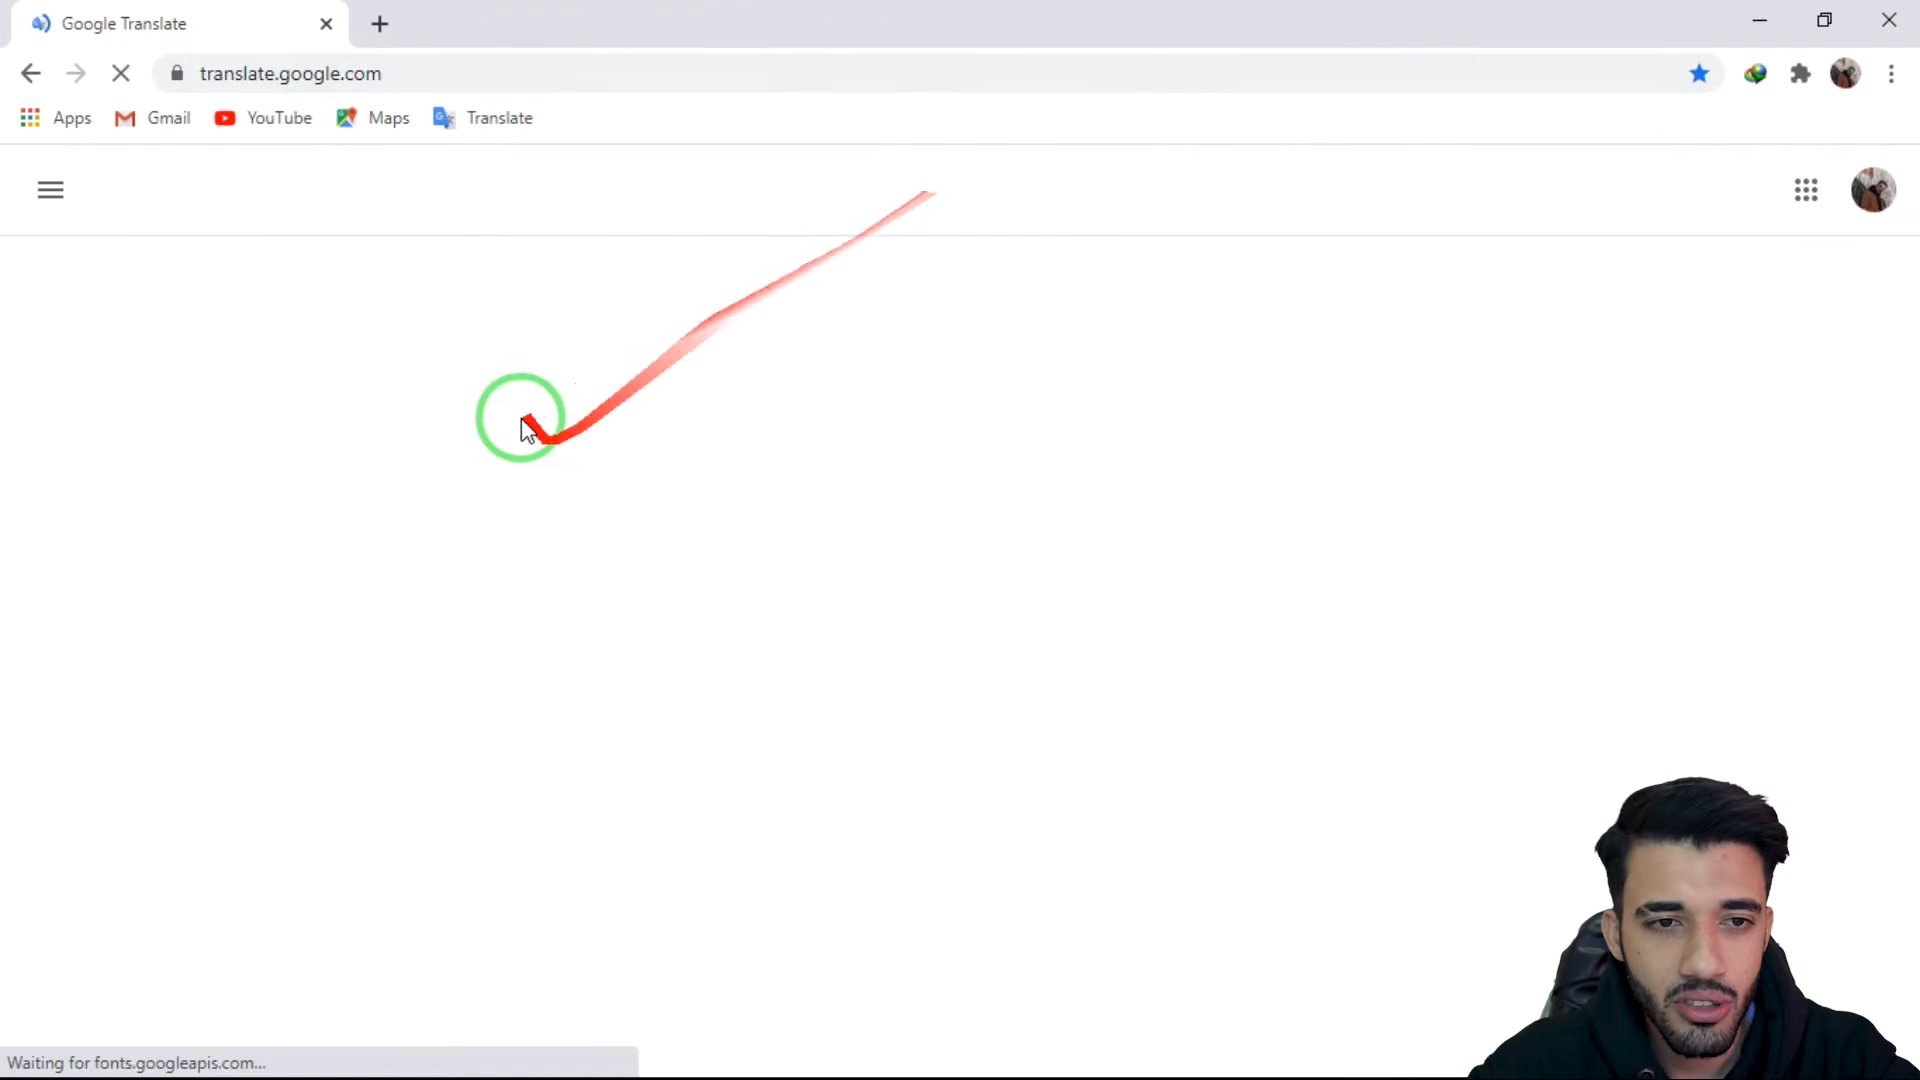 Google Translate
translate.google.com
Apps Gmail YouTube Maps Translate
Waiting for fonts.googleapis.com...